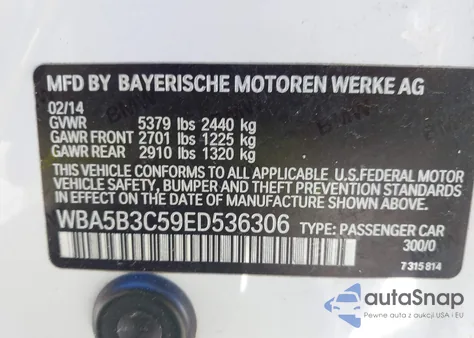 MFD BY BAYERISCHE MOTOREN WERKE AG
02/14
GVWR 5379 lbs 2440 kg
GAWR FRONT 2701 lbs 1225 kg
GAWR REAR 2910 lbs 1320 kg
THIS VEHICLE CONFORMS TO ALL APPLICABLE U.S.FEDERAL MOTOR
VEHICLE SAFETY, BUMPER AND THEFT PREVENTION STANDARDS
IN EFFECT ON THE DATE OF MANUFACTURE SHOWN ABOVE.
WBA5B3C59ED536306 TYPE: PASSENGER CAR
300/0
7 315 814
autoSnap
Pewne auta z aukcji USA i EU